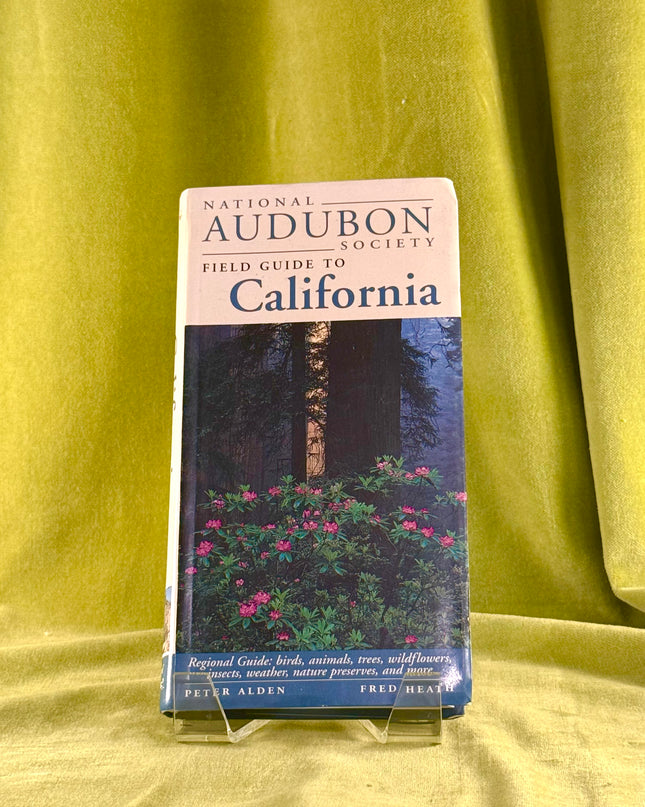 NATIONAL
AUDUBON
SOCIETY
FIELD GUIDE TO
California
Regional Guide: birds, animals, trees, wildflowers,
insects, weather, nature preserves, and more
PETER ALDEN FRED HEATH